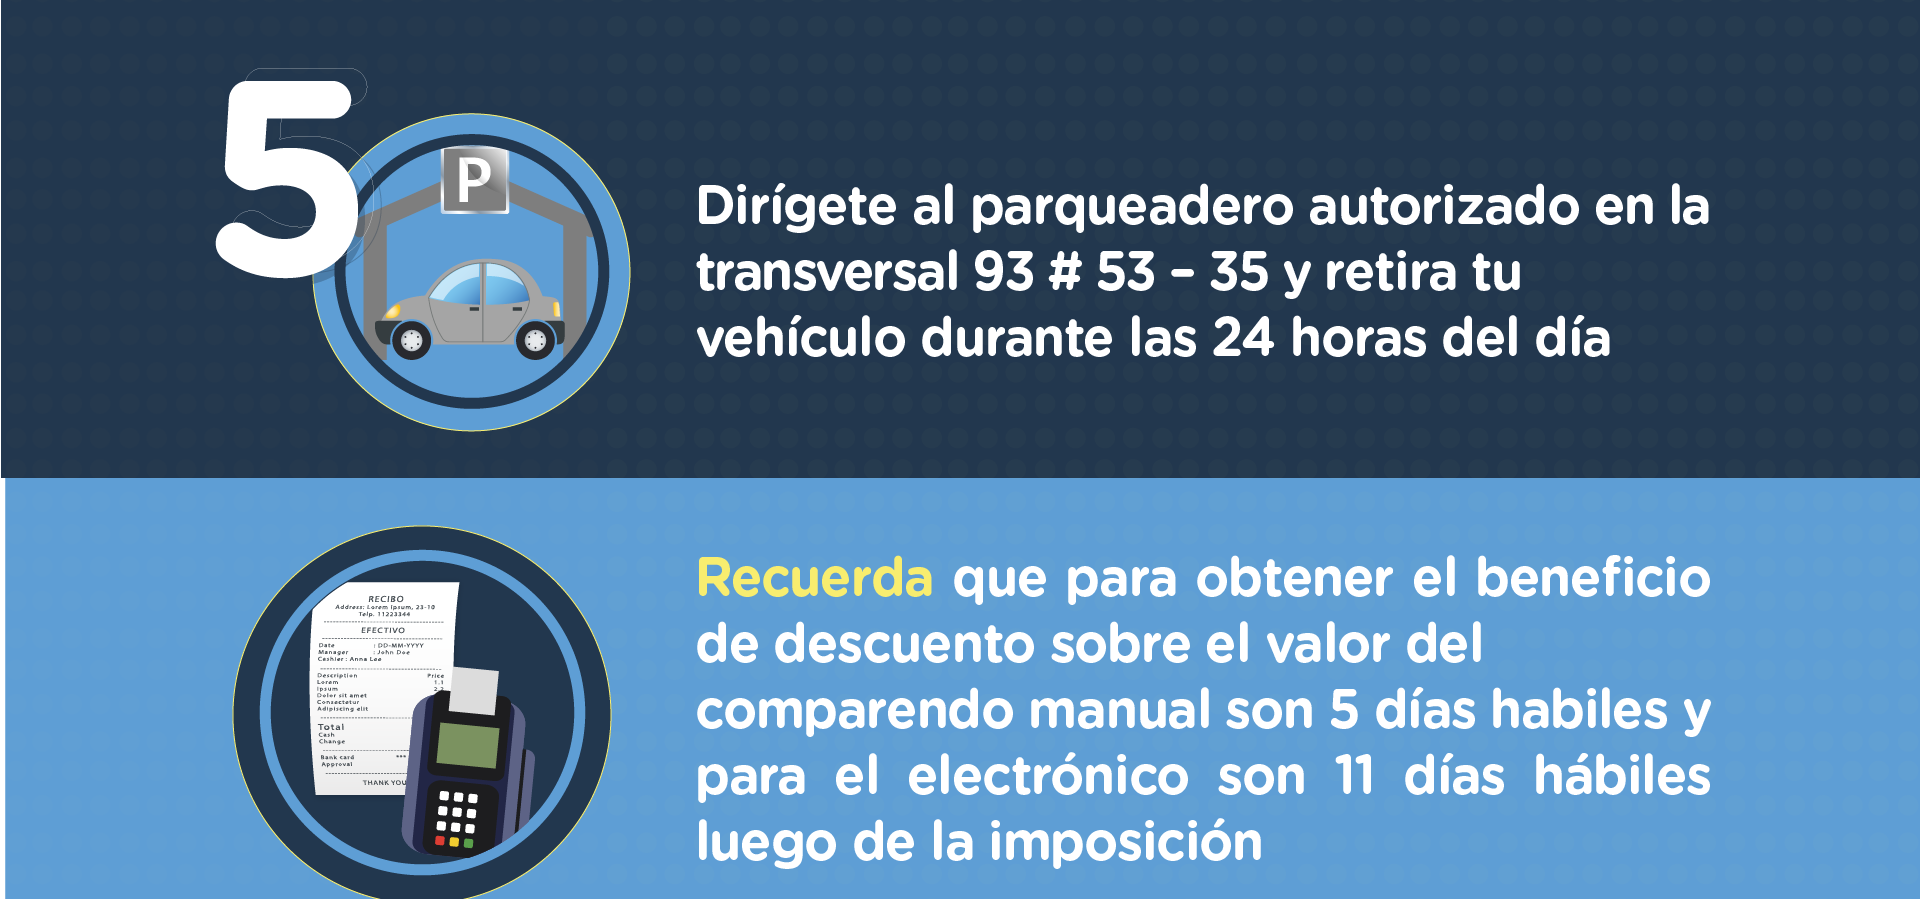 5
P
Dirígete al parqueadero autorizado en la
transversal 93 # 53 – 35 y retira tu
vehículo durante las 24 horas del día
Recuerda que para obtener el beneficio
de descuento sobre el valor del
comparendo manual son 5 días habiles y
para el electrónico son 11 días hábiles
luego de la imposición
RECIBO
Address: Lorem Ipsum, 23-10
Telp. 11223344
EFECTIVO
Date : DD-MM-YYYY
Manager : John Doe
Cashier : Anna Lee
Description Price
Lorem 1.1
Ipsum 2.2
Dolor sit amet
Consectetur
Adipiscing elit
Total
Cash
Change
Bank card ***
Approval
THANK YOU